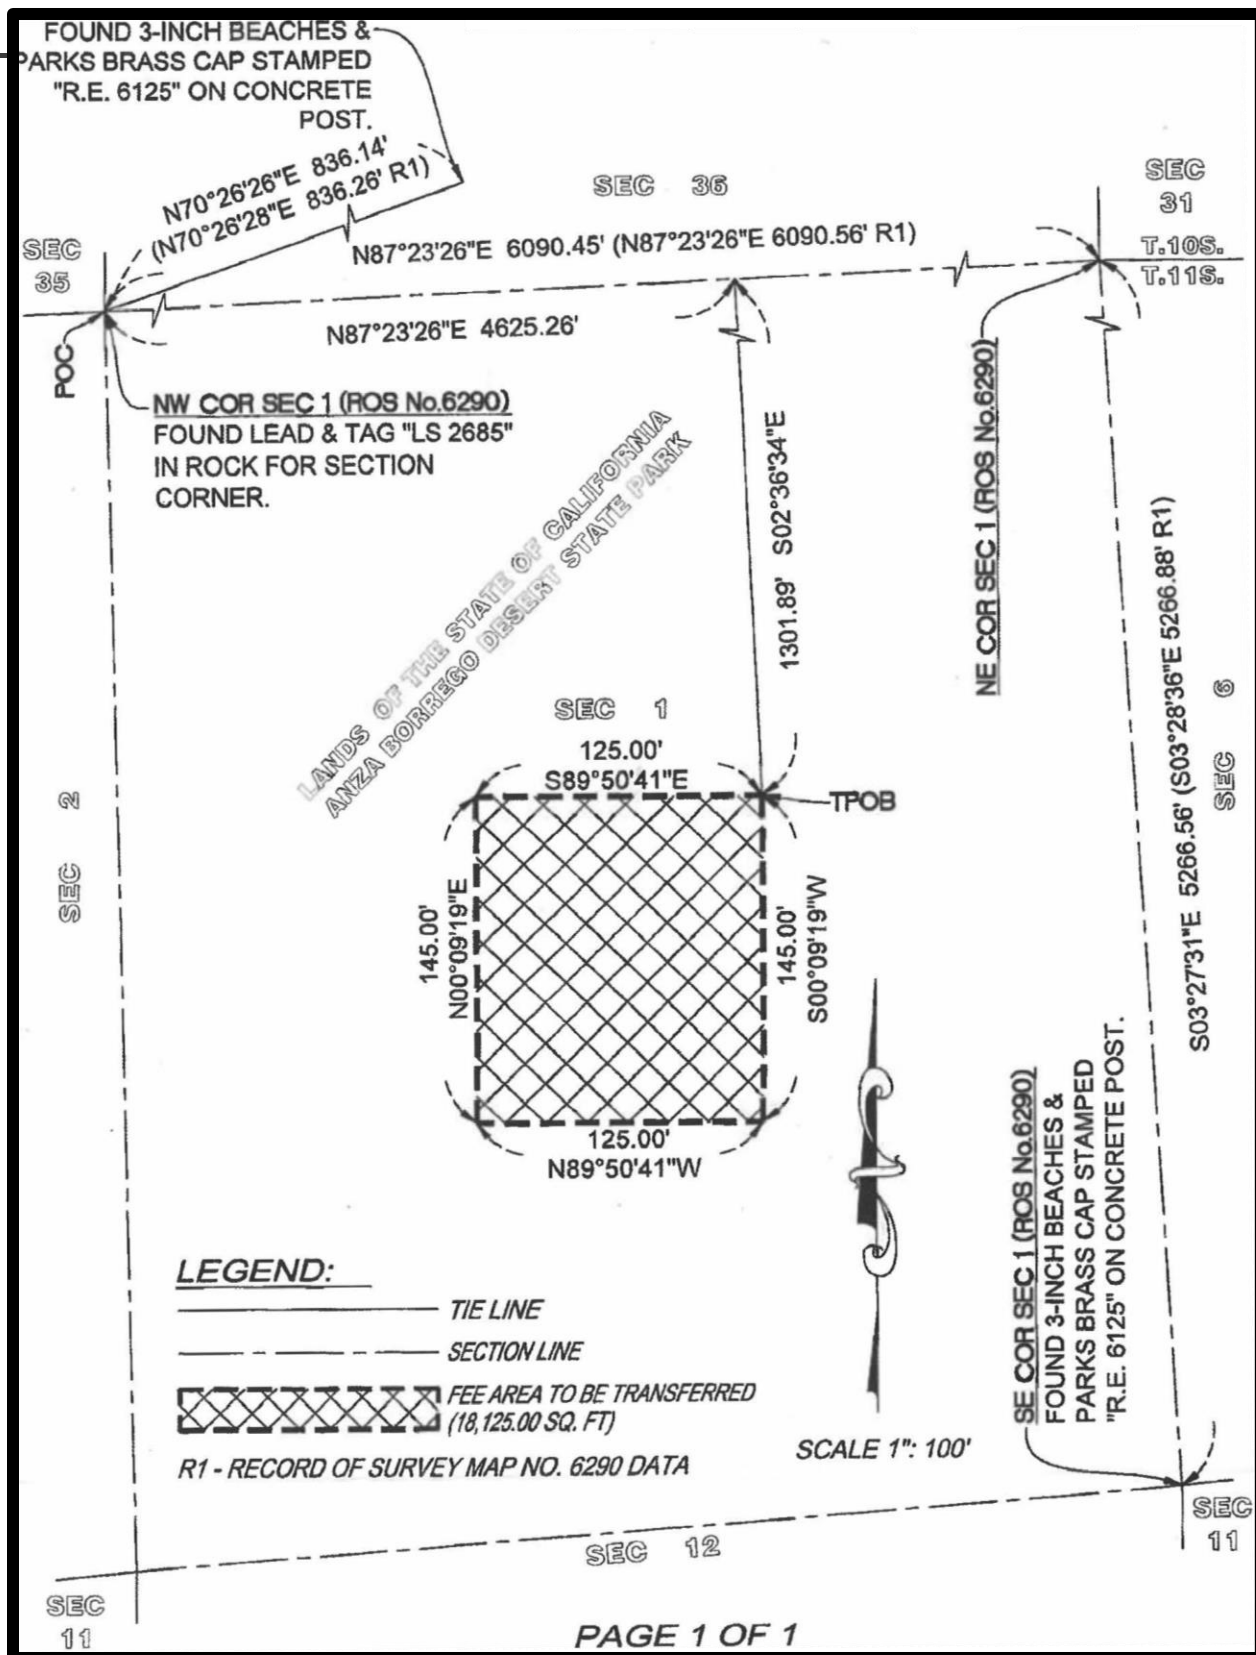 FOUND 3-INCH BEACHES &
PARKS BRASS CAP STAMPED
"R.E. 6125" ON CONCRETE
POST.
N70°26'26"E 836.14'
(N70°26'28"E 836.26' R1)
SEC 36
SEC
31
T.10S.
T.11S.
SEC
35
N87°23'26"E 6090.45' (N87°23'26"E 6090.56' R1)
N87°23'26"E 4625.26'
POC
NW COR SEC 1 (ROS No.6290)
FOUND LEAD & TAG "LS 2685"
IN ROCK FOR SECTION
CORNER.
LANDS OF THE STATE OF CALIFORNIA
ANZA BORREGO DESERT STATE PARK
1301.89' S02°36'34"E
NE COR SEC 1 (ROS No.6290)
S03°27'31"E 5266.56' (S03°28'36"E 5266.88' R1)
SEC 6
SEC 2
SEC 1
125.00'
S89°50'41"E
TPOB
145.00'
N00°09'19"E
145.00'
S00°09'19"W
125.00'
N89°50'41"W
SE COR SEC 1 (ROS No.6290)
FOUND 3-INCH BEACHES &
PARKS BRASS CAP STAMPED
"R.E. 6125" ON CONCRETE POST.
LEGEND:
TIE LINE
SECTION LINE
FEE AREA TO BE TRANSFERRED
(18,125.00 SQ. FT)
R1 - RECORD OF SURVEY MAP NO. 6290 DATA
SCALE 1": 100'
SEC 12
SEC
11
SEC
11
PAGE 1 OF 1